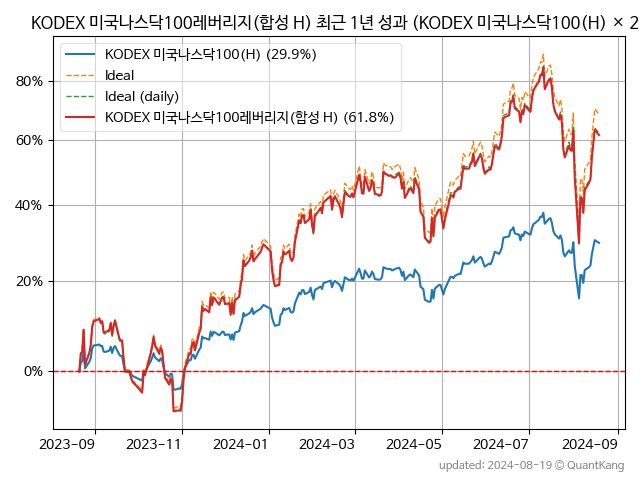 KODEX 미국나스닥100레버리지(합성 H) 최근 1년 성과 (KODEX 미국나스닥100(H) × 2
KODEX 미국나스닥100(H) (29.9%)
Ideal
Ideal (daily)
KODEX 미국나스닥100레버리지(합성 H) (61.8%)
80%
60%
40%
20%
0%
2023-09 2023-11 2024-01 2024-03 2024-05 2024-07 2024-09
updated: 2024-08-19 © QuantKang